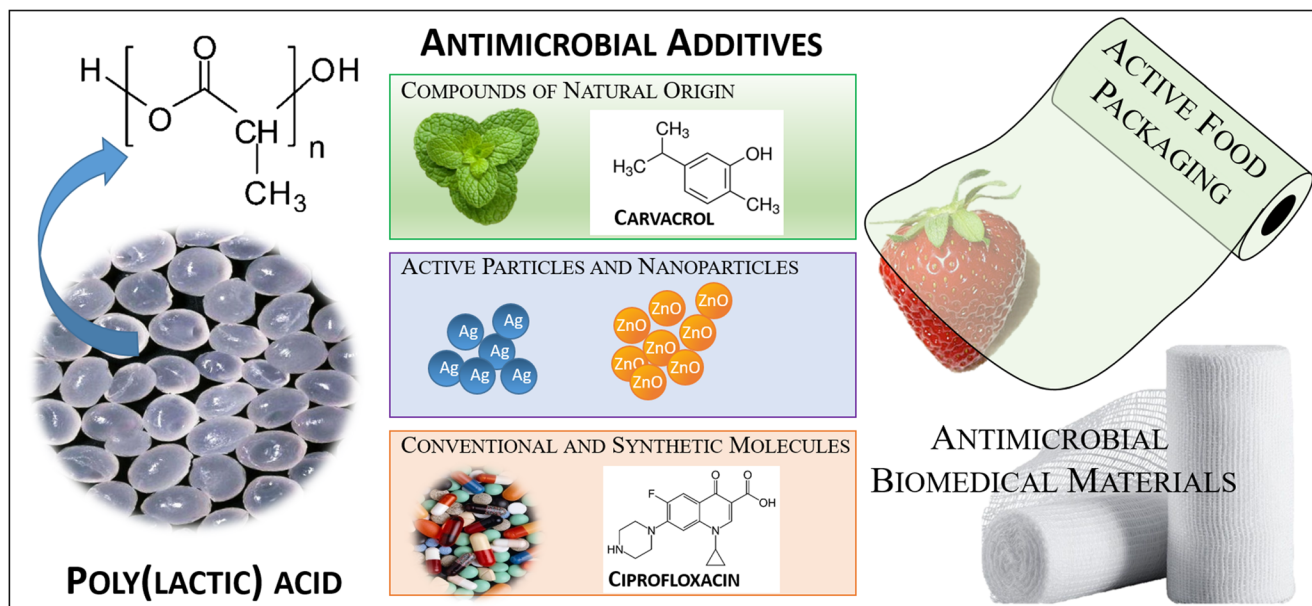 H
O
O
CH
CH3
OH
n
POLY(LACTIC) ACID
ANTIMICROBIAL ADDITIVES
COMPOUNDS OF NATURAL ORIGIN
CH3
H3C
OH
CH3
CARVACROL
ACTIVE PARTICLES AND NANOPARTICLES
Ag
Ag
Ag
Ag
Ag
Ag
ZnO
ZnO
ZnO
ZnO
ZnO
ZnO
ZnO
ZnO
CONVENTIONAL AND SYNTHETIC MOLECULES
O
O
F
OH
N
N
HN
CIPROFLOXACIN
ACTIVE FOOD
PACKAGING
ANTIMICROBIAL
BIOMEDICAL MATERIALS